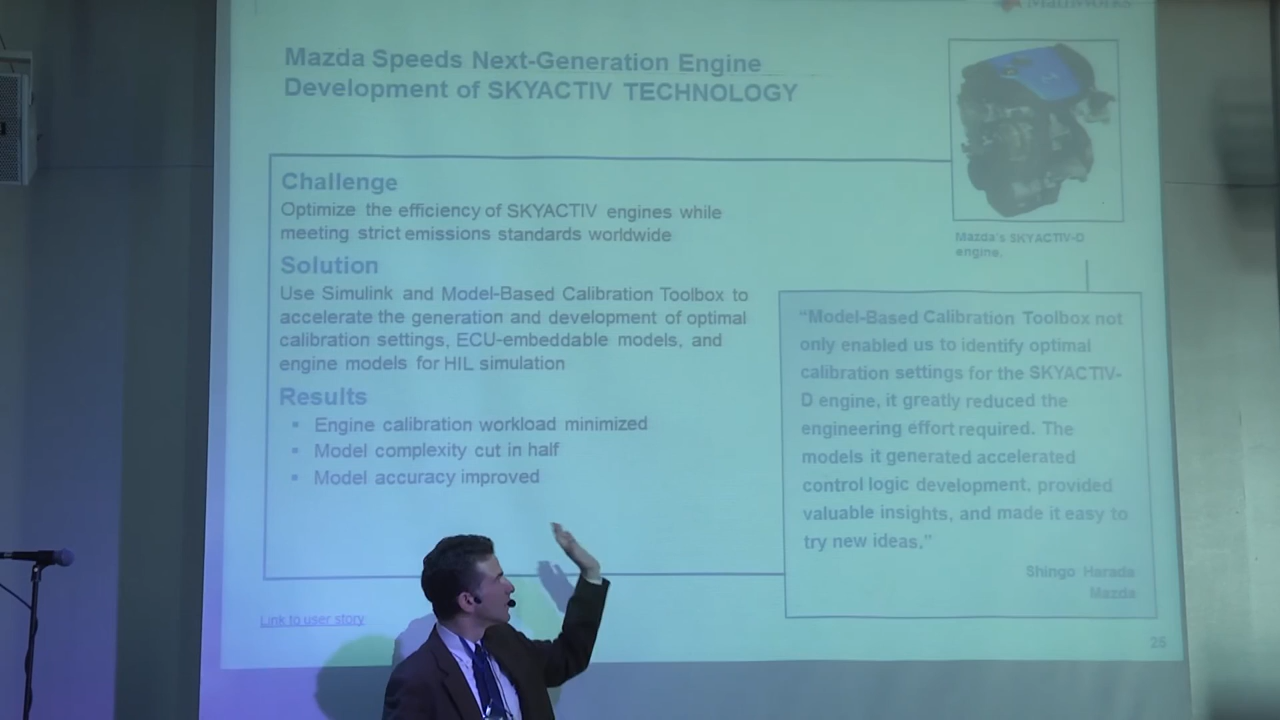 MathWorks
Mazda Speeds Next-Generation Engine
Development of SKYACTIV TECHNOLOGY
Challenge
Optimize the efficiency of SKYACTIV engines while
meeting strict emissions standards worldwide
Solution
Use Simulink and Model-Based Calibration Toolbox to
accelerate the generation and development of optimal
calibration settings, ECU-embeddable models, and
engine models for HIL simulation
Results
▪ Engine calibration workload minimized
▪ Model complexity cut in half
▪ Model accuracy improved
Link to user story
Mazda's SKYACTIV-D
engine.
“Model-Based Calibration Toolbox not
only enabled us to identify optimal
calibration settings for the SKYACTIV-
D engine, it greatly reduced the
engineering effort required. The
models it generated accelerated
control logic development, provided
valuable insights, and made it easy to
try new ideas,”
Shingo Harada
Mazda
25